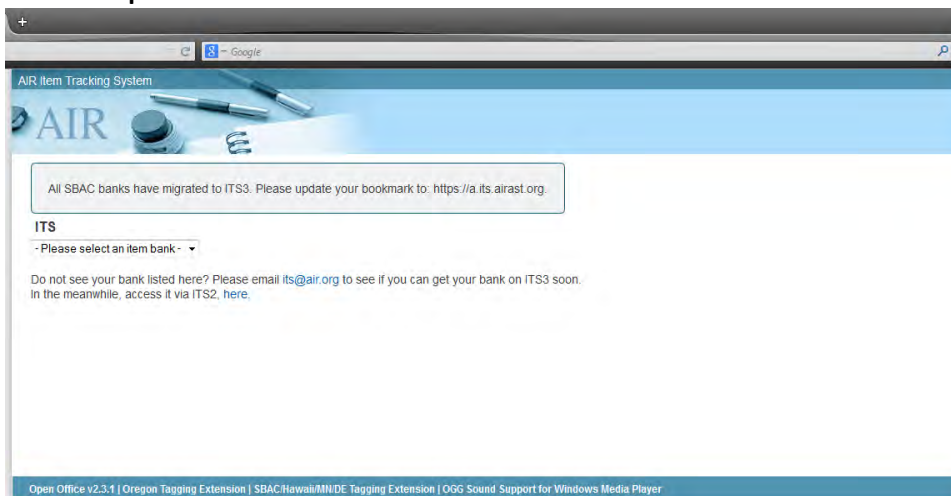 +
8 - Google
AIR Item Tracking System
AIR
All SBAC banks have migrated to ITS3. Please update your bookmark to: https://a.its.airast.org.
ITS
- Please select an item bank -
Do not see your bank listed here? Please email its@air.org to see if you can get your bank on ITS3 soon.
In the meanwhile, access it via ITS2, here.
Open Office v2.3.1 | Oregon Tagging Extension | SBAC/Hawaii/MN/DE Tagging Extension | OGG Sound Support for Windows Media Player